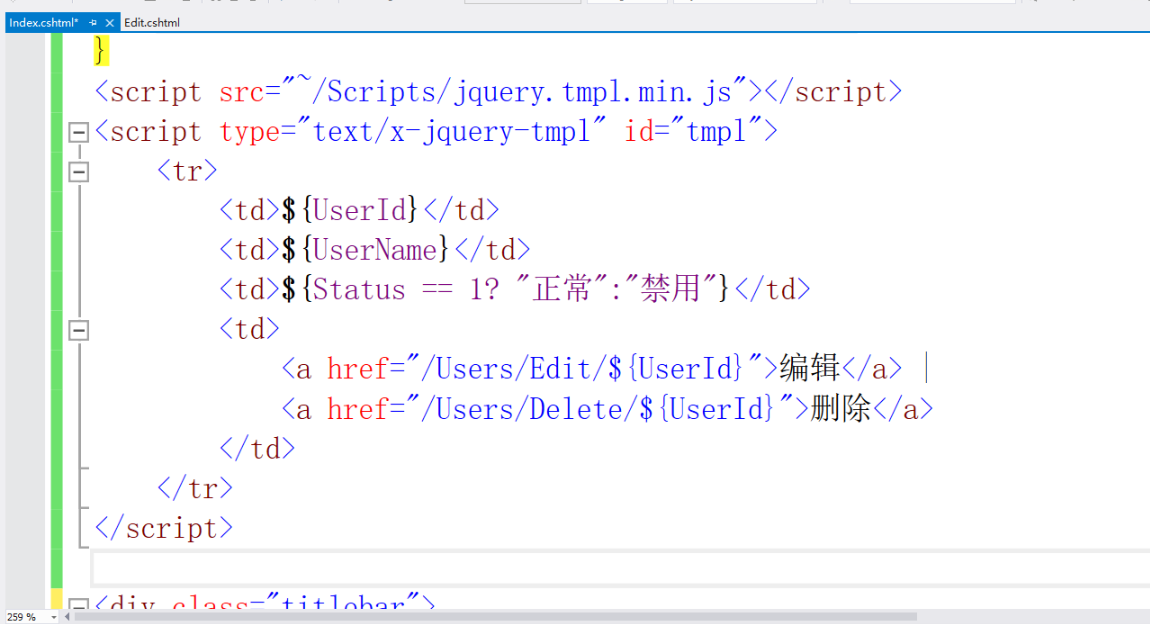 Index.cshtml* Edit.cshtml
}
<script src="~/Scripts/jquery.tmpl.min.js"></script>
<script type="text/x-jquery-tmpl" id="tmpl">
<tr>
<td>${UserId}</td>
<td>${UserName}</td>
<td>${Status == 1? "正常":"禁用"}</td>
<td>
<a href="/Users/Edit/${UserId}">编辑</a> |
<a href="/Users/Delete/${UserId}">删除</a>
</td>
</tr>
</script>
<div class="titlebar">
259 %